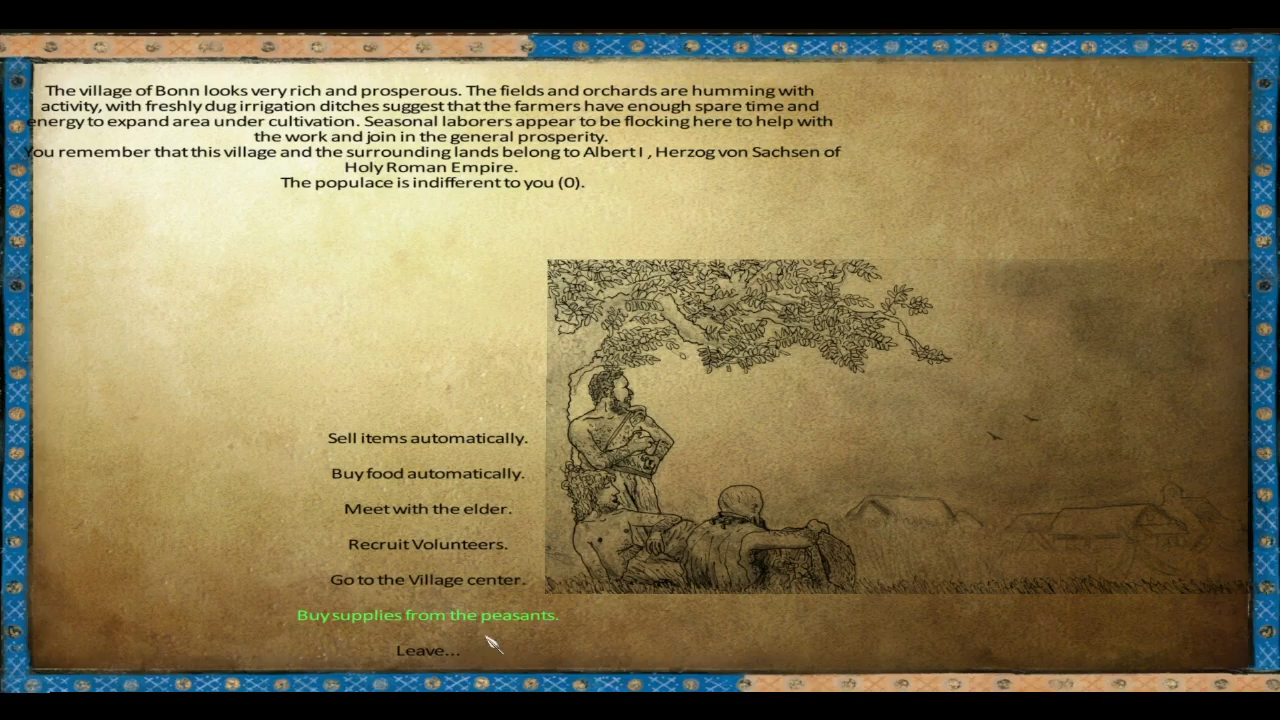 The village of Bonn looks very rich and prosperous. The fields and orchards are humming with
activity, with freshly dug irrigation ditches suggest that the farmers have enough spare time and
energy to expand area under cultivation. Seasonal laborers appear to be flocking here to help with
the work and join in the general prosperity.
You remember that this village and the surrounding lands belong to Albert I , Herzog von Sachsen of
Holy Roman Empire.
The populace is indifferent to you (0).
Sell items automatically.
Buy food automatically.
Meet with the elder.
Recruit Volunteers.
Go to the Village center.
Buy supplies from the peasants.
Leave...